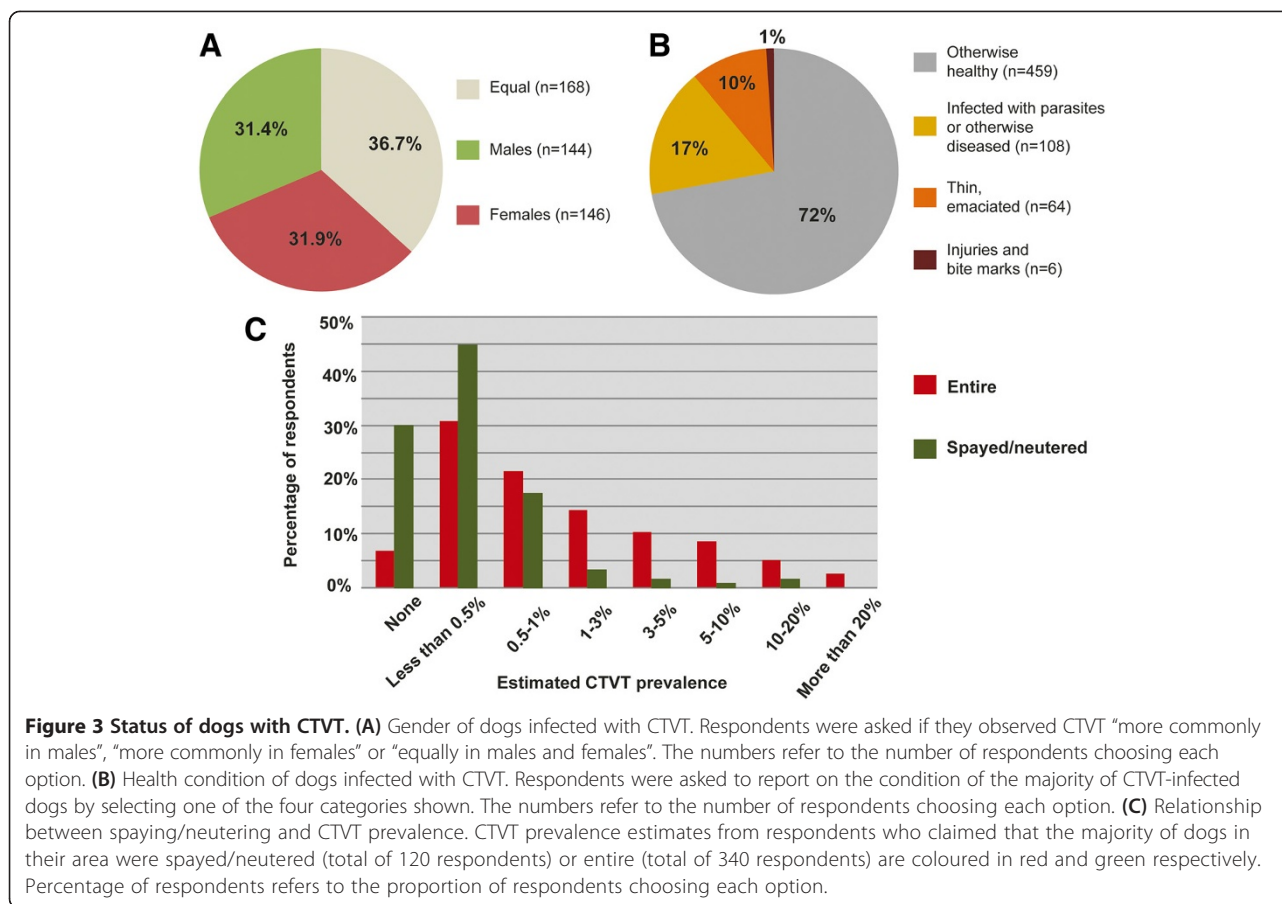 A
31.4%
36.7%
31.9%
Equal (n=168)
Males (n=144)
Females (n=146)
B
1%
10%
17%
72%
Otherwise
healthy (n=459)
Infected with parasites
or otherwise
diseased (n=108)
Thin,
emaciated (n=64)
Injuries and
bite marks (n=6)
C
Percentage of respondents
50%
40%
30%
20%
10%
0%
None
Less than 0.5%
0.5-1%
1-3%
3-5%
5-10%
10-20%
More than 20%
Estimated CTVT prevalence
Entire
Spayed/neutered
Figure 3 Status of dogs with CTVT. (A) Gender of dogs infected with CTVT. Respondents were asked if they observed CTVT “more commonly
in males”, “more commonly in females” or “equally in males and females”. The numbers refer to the number of respondents choosing each
option. (B) Health condition of dogs infected with CTVT. Respondents were asked to report on the condition of the majority of CTVT-infected
dogs by selecting one of the four categories shown. The numbers refer to the number of respondents choosing each option. (C) Relationship
between spaying/neutering and CTVT prevalence. CTVT prevalence estimates from respondents who claimed that the majority of dogs in
their area were spayed/neutered (total of 120 respondents) or entire (total of 340 respondents) are coloured in red and green respectively.
Percentage of respondents refers to the proportion of respondents choosing each option.